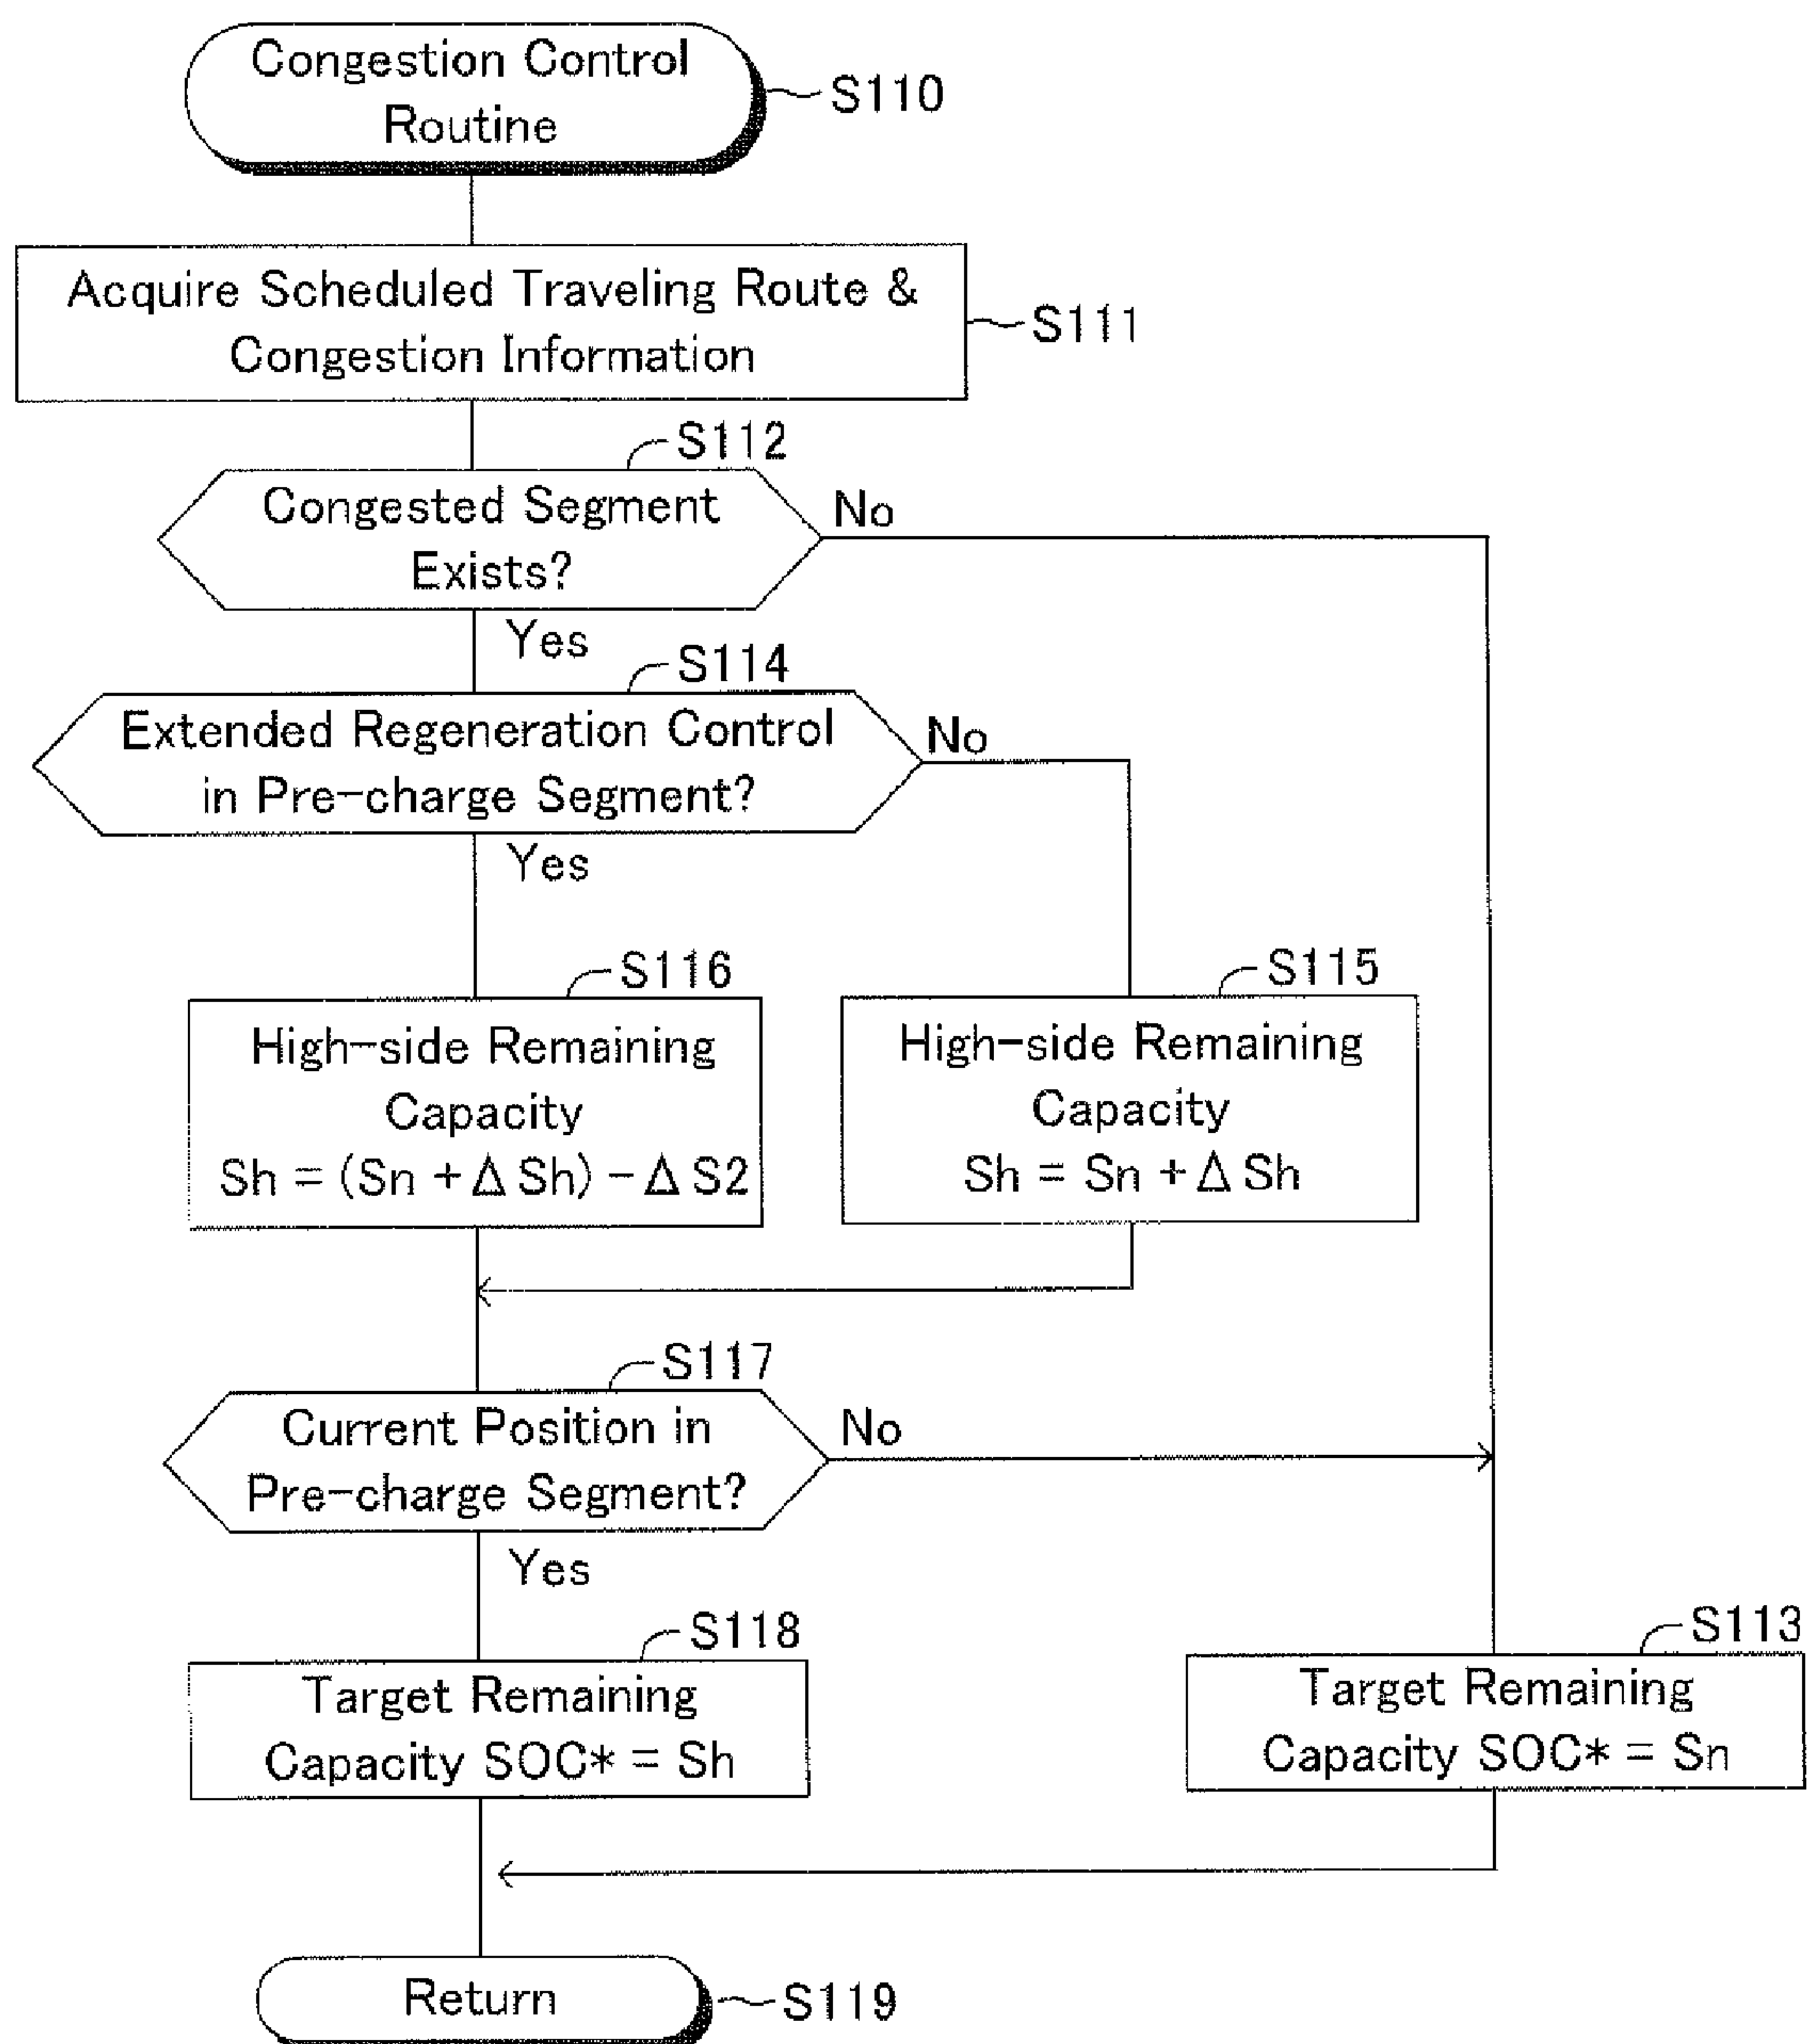 Congestion Control
Routine
S110
Acquire Scheduled Traveling Route &
Congestion Information
S111
S112
Congested Segment
Exists?
No
Yes
S114
Extended Regeneration Control
in Pre-charge Segment?
No
Yes
S116
High-side Remaining
Capacity
Sh = (Sn + Δ Sh) - Δ S2
S115
High-side Remaining
Capacity
Sh = Sn + Δ Sh
S117
Current Position in
Pre-charge Segment?
No
Yes
S118
Target Remaining
Capacity SOC* = Sh
S113
Target Remaining
Capacity SOC* = Sn
Return
S119